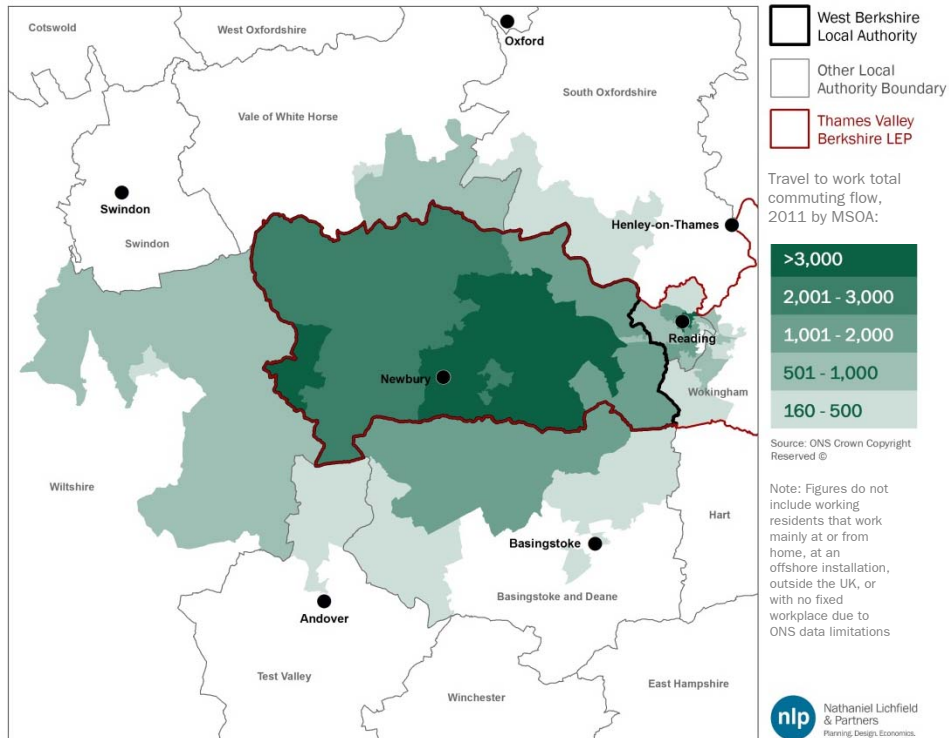 Cotswold
West Oxfordshire
Oxford
South Oxfordshire
Vale of White Horse
Swindon
Swindon
Henley-on-Thames
Reading
Newbury
Wokingham
Wiltshire
Hart
Basingstoke
Basingstoke and Deane
Andover
Test Valley
East Hampshire
Winchester
West Berkshire
Local Authority
Other Local
Authority Boundary
Thames Valley
Berkshire LEP
Travel to work total
commuting flow,
2011 by MSOA:
>3,000
2,001 - 3,000
1,001 - 2,000
501 - 1,000
160 - 500
Source: ONS Crown Copyright
Reserved ©
Note: Figures do not
include working
residents that work
mainly at or from
home, at an
offshore installation,
outside the UK, or
with no fixed
workplace due to
ONS data limitations
nlp
Nathaniel Lichfield
& Partners
Planning. Design. Economics.